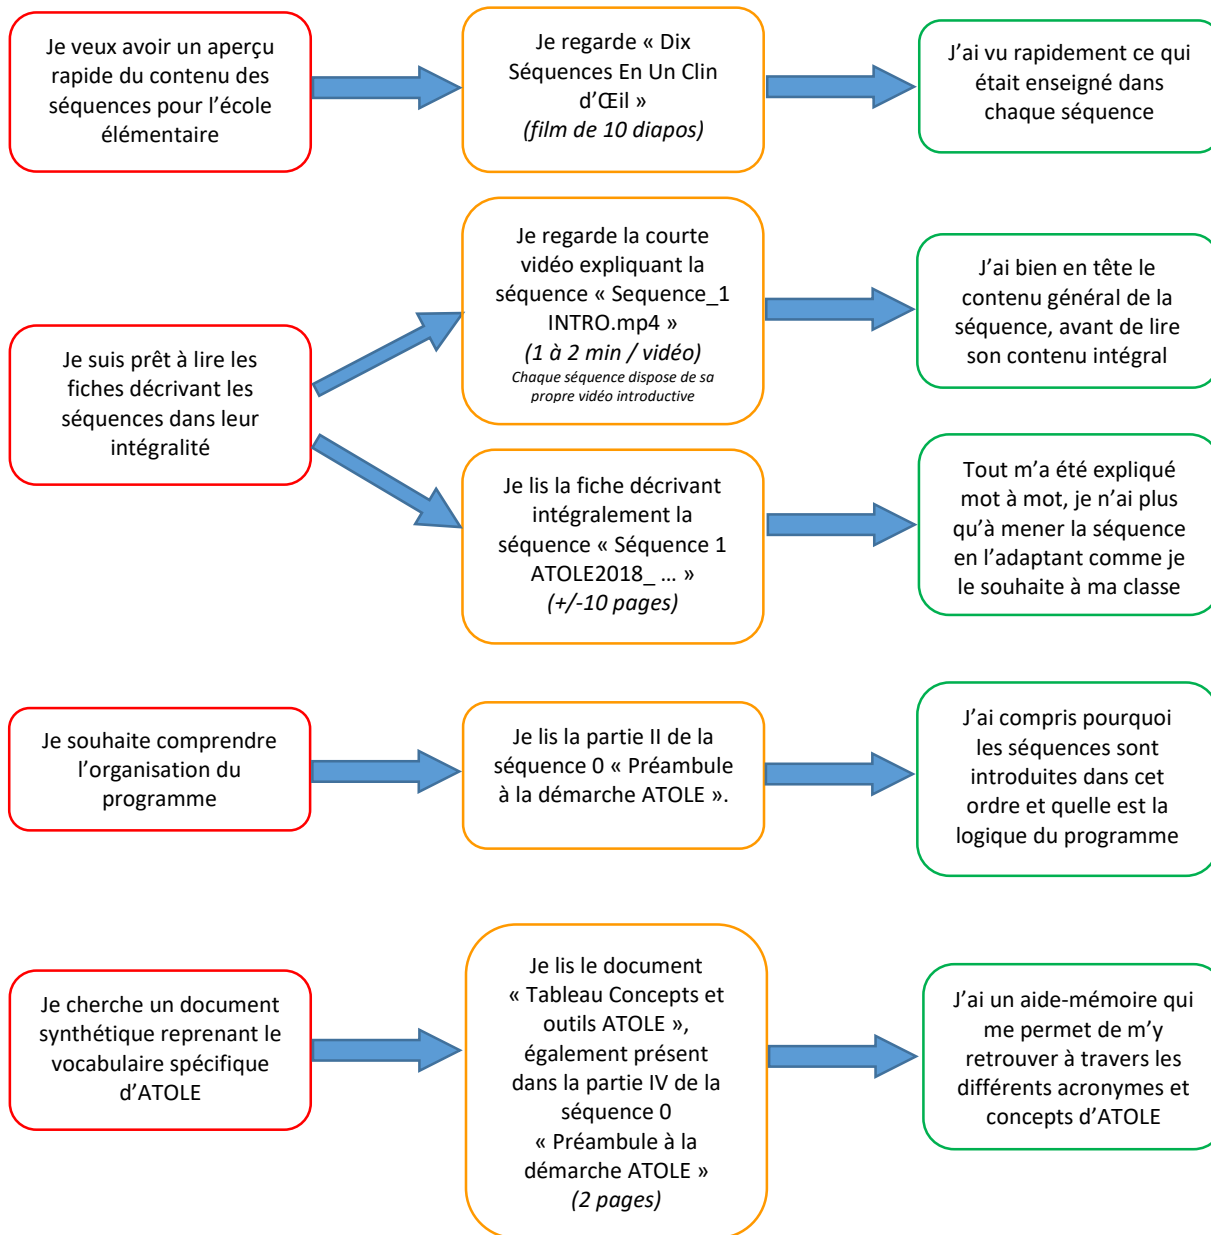 Je veux avoir un aperçu
rapide du contenu des
séquences pour l’école
élémentaire
Je regarde « Dix
Séquences En Un Clin
d’Œil »
(film de 10 diapos)
J’ai vu rapidement ce qui
était enseigné dans
chaque séquence
Je suis prêt à lire les
fiches décrivant les
séquences dans leur
intégralité
Je regarde la courte
vidéo expliquant la
séquence « Sequence_1
INTRO.mp4 »
(1 à 2 min / vidéo)
Chaque séquence dispose de sa
propre vidéo introductive
J’ai bien en tête le
contenu général de la
séquence, avant de lire
son contenu intégral
Je lis la fiche décrivant
intégralement la
séquence « Séquence 1
ATOLE2018_ … »
(+/-10 pages)
Tout m’a été expliqué
mot à mot, je n’ai plus
qu’à mener la séquence
en l’adaptant comme je
le souhaite à ma classe
Je souhaite comprendre
l’organisation du
programme
Je lis la partie II de la
séquence 0 « Préambule
à la démarche ATOLE ».
J’ai compris pourquoi
les séquences sont
introduites dans cet
ordre et quelle est la
logique du programme
Je cherche un document
synthétique reprenant le
vocabulaire spécifique
d’ATOLE
Je lis le document
« Tableau Concepts et
outils ATOLE »,
également présent
dans la partie IV de la
séquence 0
« Préambule à la
démarche ATOLE »
(2 pages)
J’ai un aide-mémoire qui
me permet de m’y
retrouver à travers les
différents acronymes et
concepts d’ATOLE